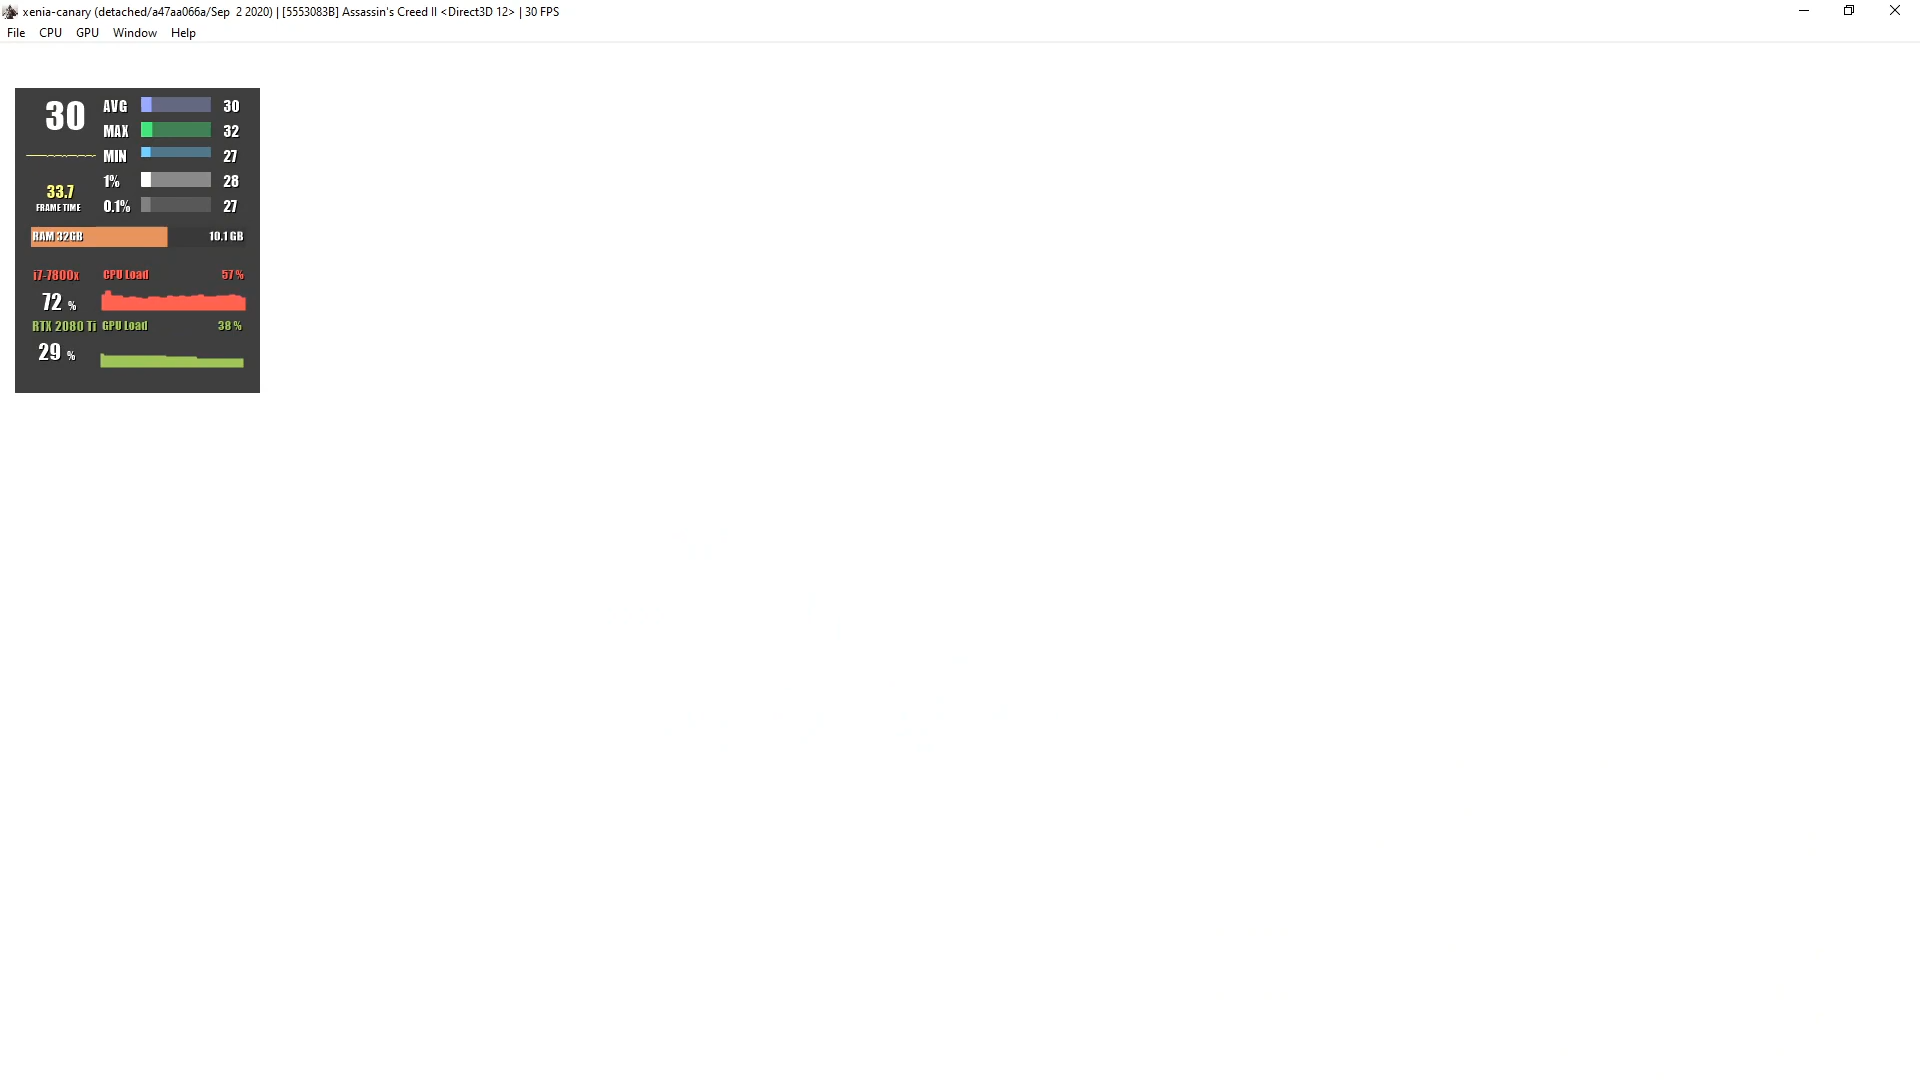 xenia-canary (detached/a47aa066a/Sep  2 2020) | [5553083B] Assassin's Creed II <Direct3D 12> | 30 FPS
File CPU GPU Window Help
30 AVG 30
MAX 32
MIN 27
33.7 1% 28
FRAME TIME 0.1% 27
RAM 32GB 10.1 GB
i7-7800x CPU Load 57 %
72 %
RTX 2080 Ti GPU Load 38 %
29 %